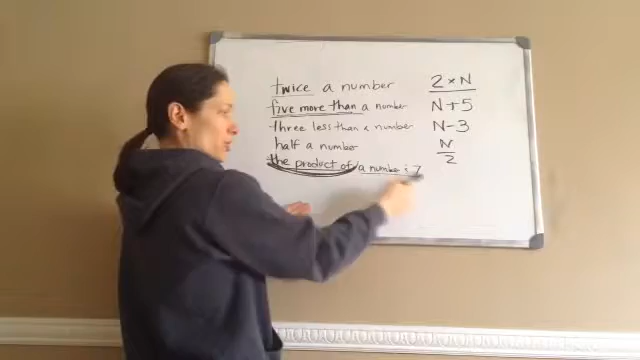 twice a number 2 × N
five more than a number N + 5
three less than a number N - 3
half a number N/2
the product of a number & 7